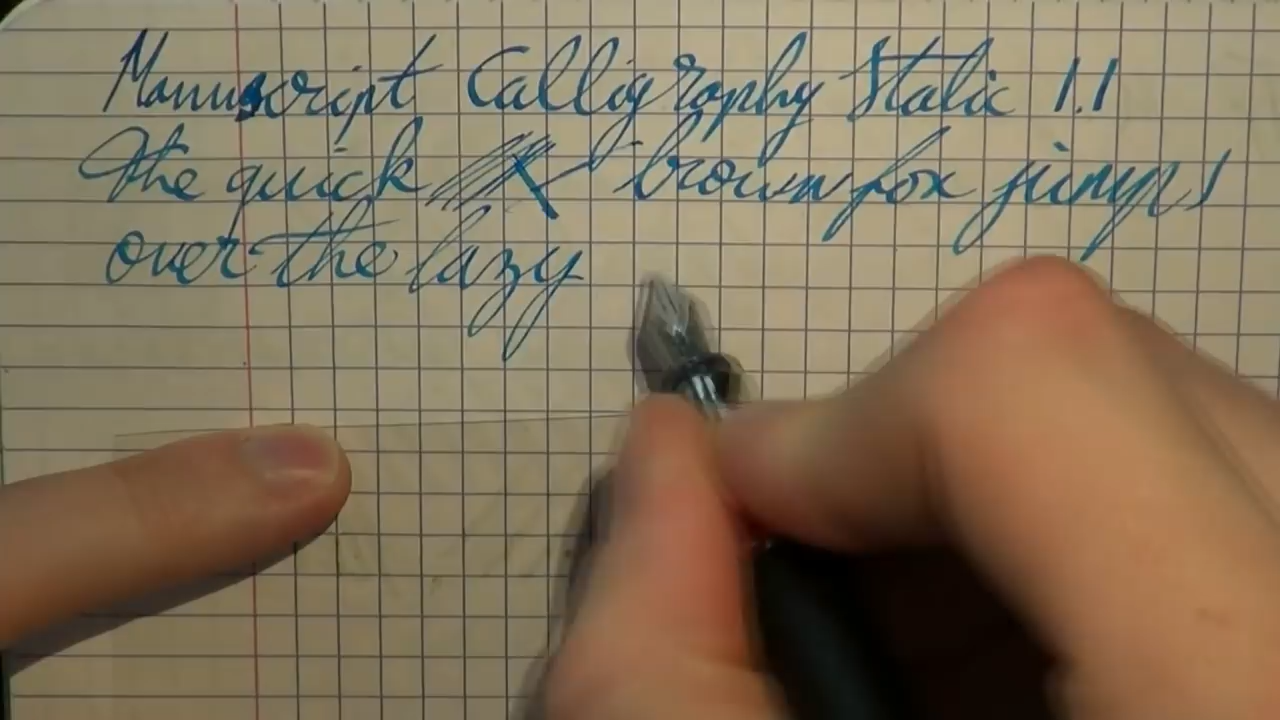 Manuscript Calligraphy Italic 1.1
The quick brown fox jumps
over the lazy